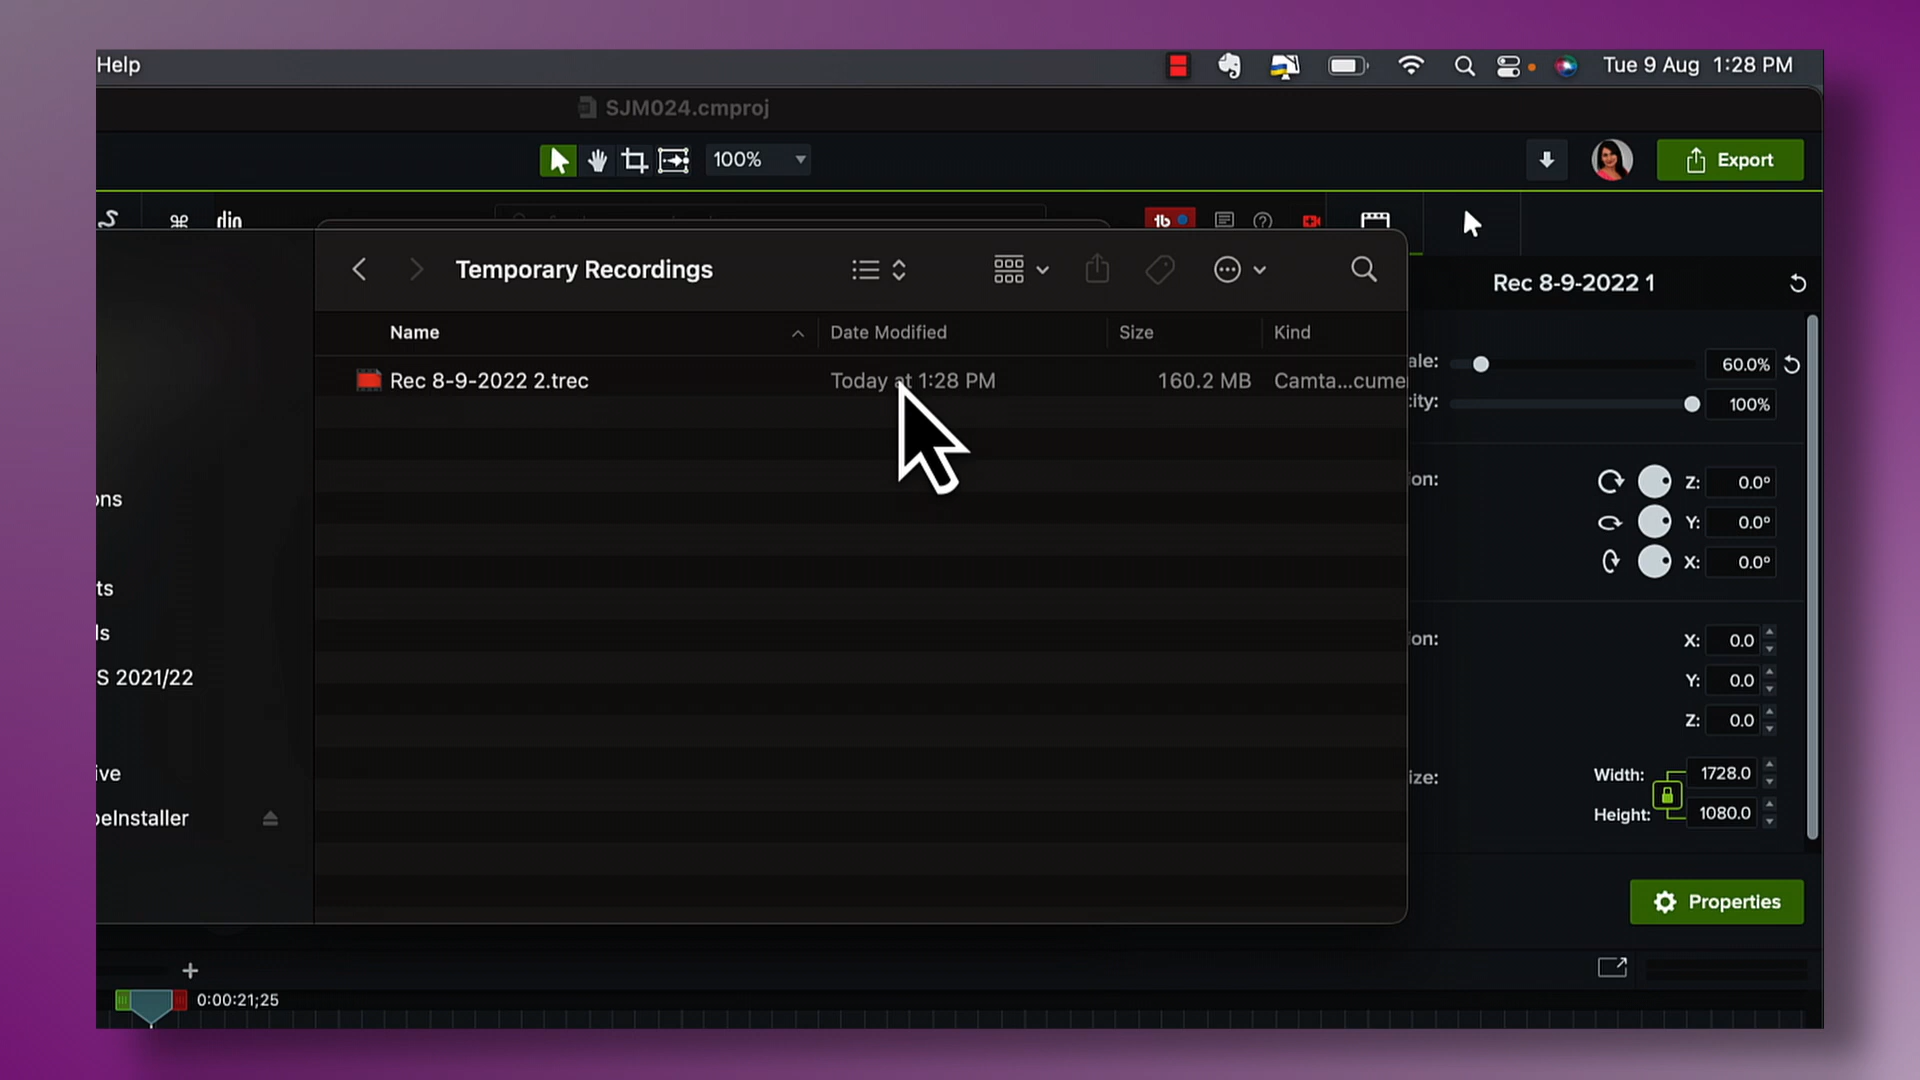 Help
Tue 9 Aug 1:28 PM
SJM024.cmproj
100%
Export
Temporary Recordings
Rec 8-9-2022 1
Name
Date Modified
Size
Kind
Rec 8-9-2022 2.trec
Today at 1:28 PM
160.2 MB
Camta...cume
ale:
60.0%
ity:
100%
ons
on:
Z: 0.0°
Y: 0.0°
X: 0.0°
ts
ls
on:
X: 0.0
S 2021/22
Y: 0.0
Z: 0.0
ive
ize:
Width: 1728.0
Height: 1080.0
eInstaller
Properties
0:00:21;25